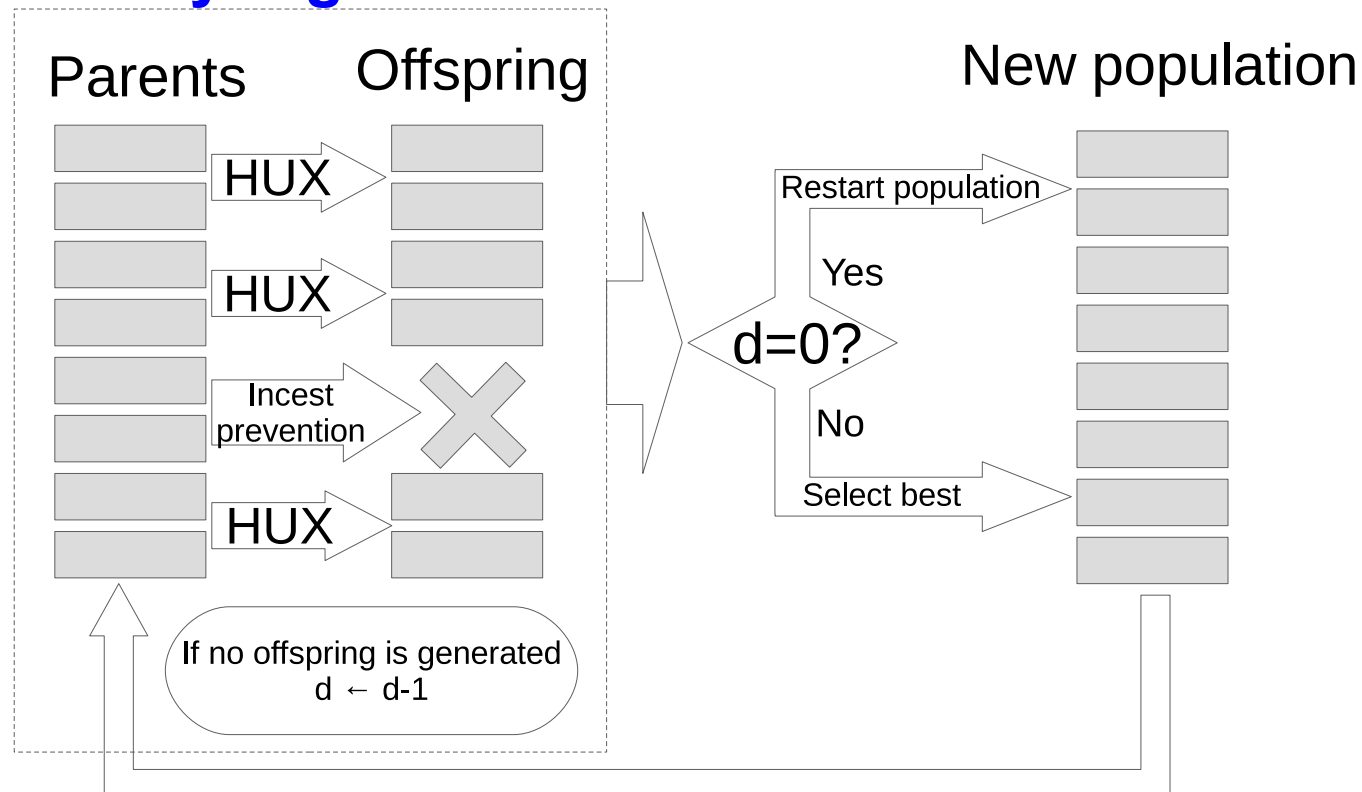 Parents
Offspring
New population
HUX
HUX
Incest
prevention
HUX
If no offspring is generated
d ← d-1
d=0?
Yes
No
Restart population
Select best